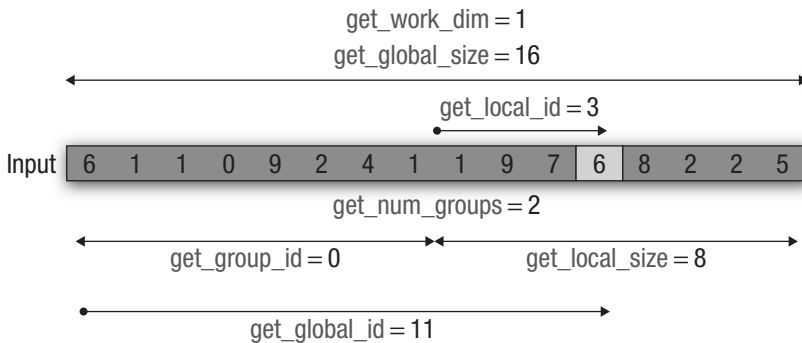 get_work_dim = 1
get_global_size = 16
get_local_id = 3
Input 6 1 1 0 9 2 4 1 1 9 7 6 8 2 2 5
get_num_groups = 2
get_group_id = 0 get_local_size = 8
get_global_id = 11